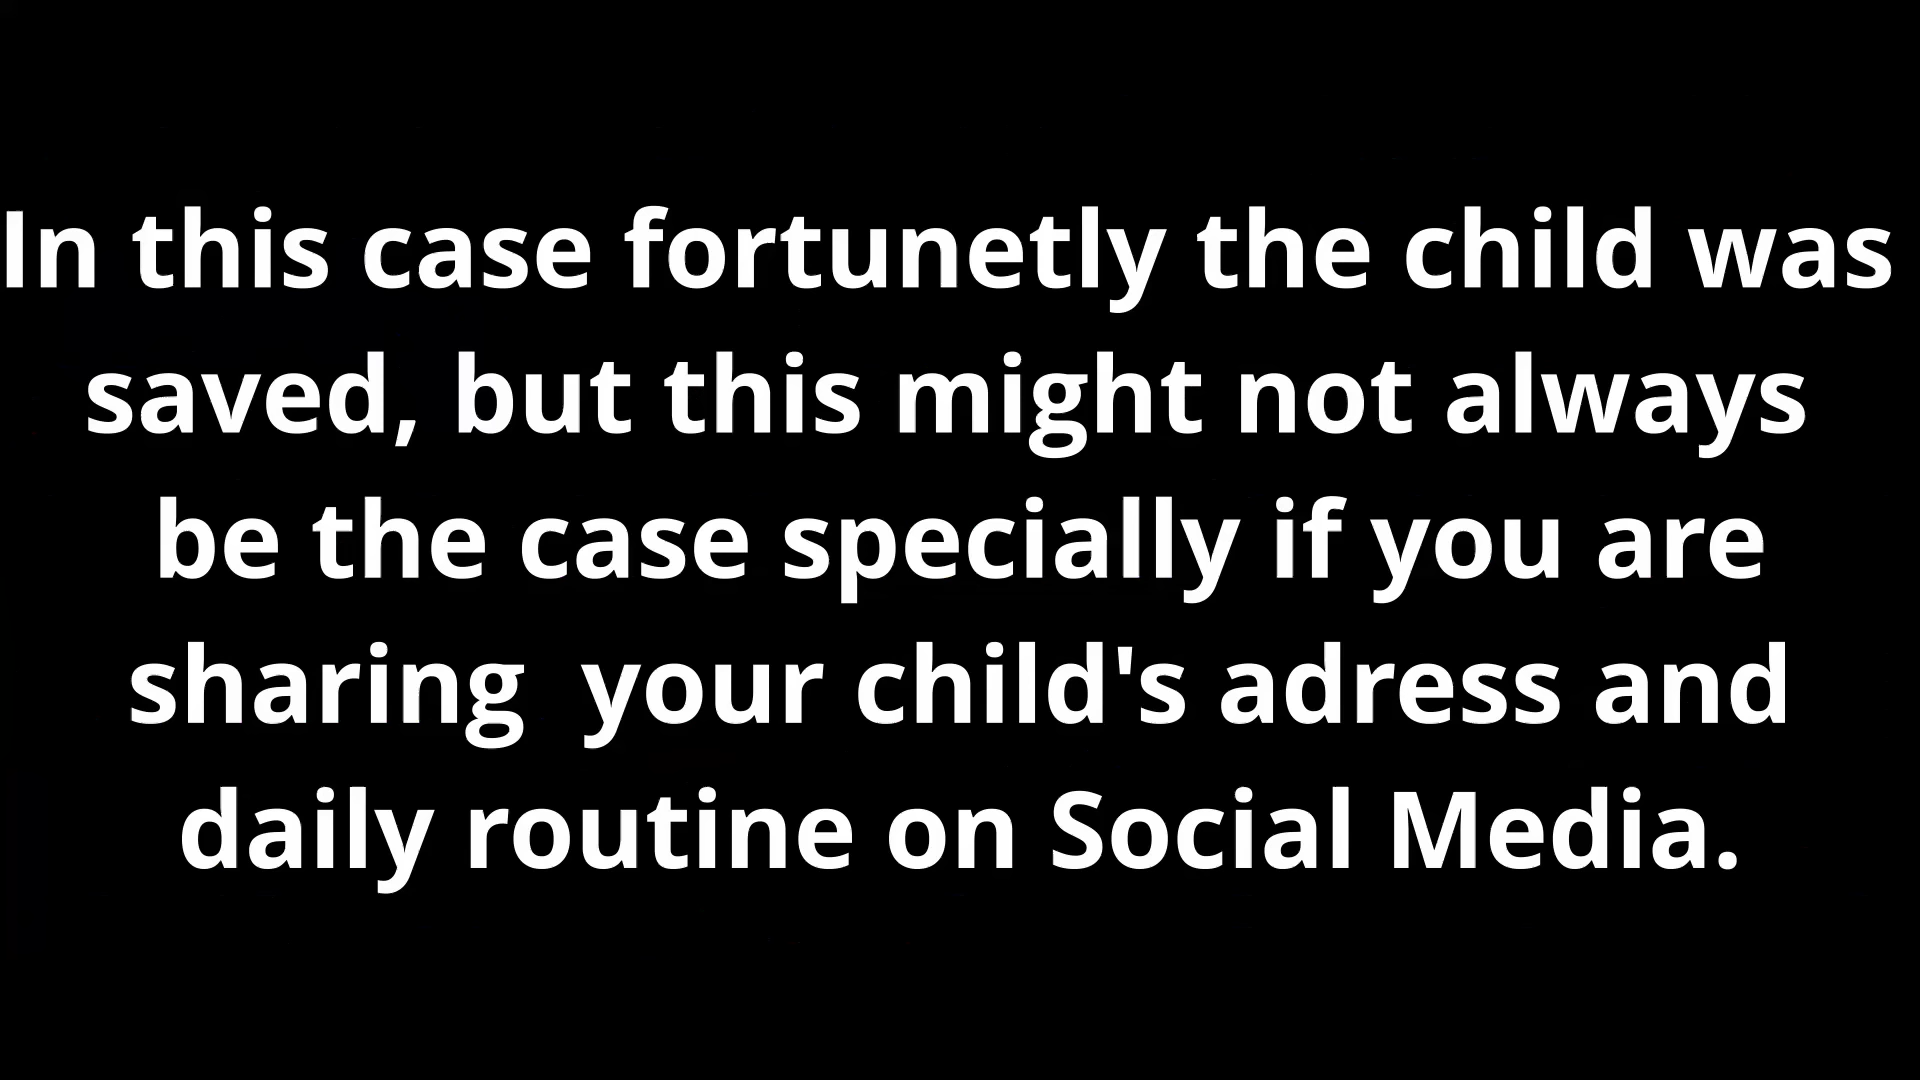 In this case fortunetly the child was
saved, but this might not always
be the case specially if you are
sharing  your child's adress and
daily routine on Social Media.